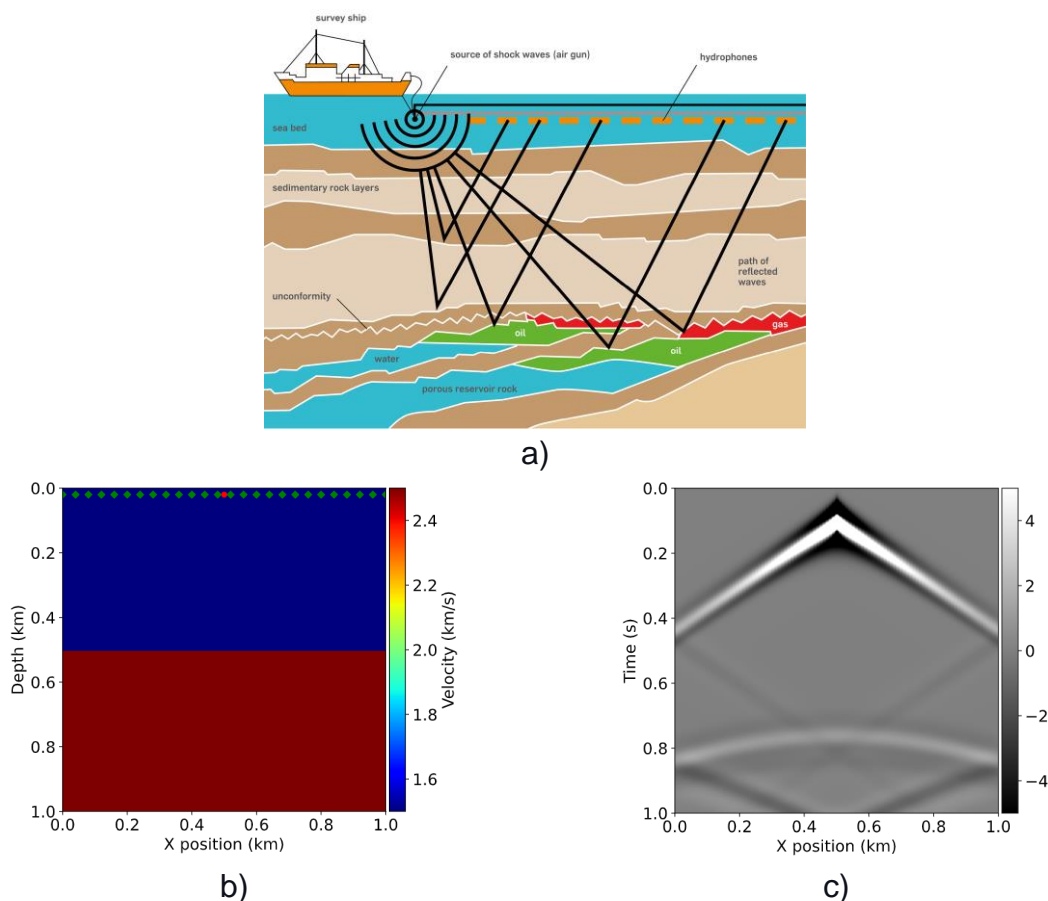 survey ship
source of shock waves (air gun)
hydrophones
sea bed
sedimentary rock layers
path of
reflected
waves
unconformity
gas
oil
water
oil
porous reservoir rock
a)
0.0
0.2
0.4
0.6
0.8
1.0
Depth (km)
0.0 0.2 0.4 0.6 0.8 1.0
X position (km)
2.4
2.2
2.0
1.8
1.6
Velocity (km/s)
b)
0.0
0.2
0.4
0.6
0.8
1.0
Time (s)
0.0 0.2 0.4 0.6 0.8 1.0
X position (km)
4
2
0
−2
−4
c)